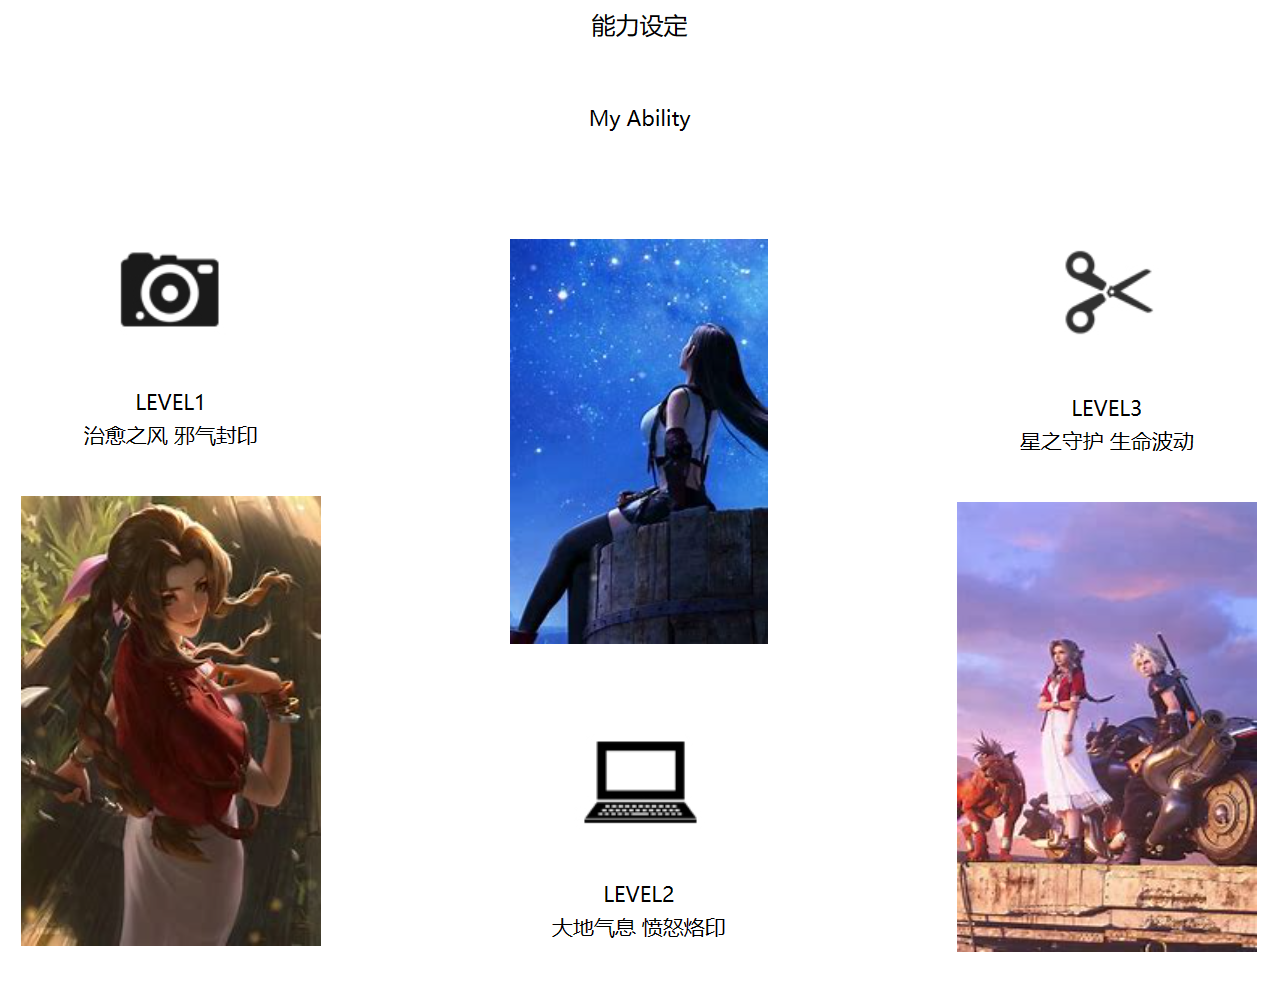 能力设定
My Ability
LEVEL1
治愈之风 邪气封印
LEVEL2
大地气息 愤怒烙印
LEVEL3
星之守护 生命波动